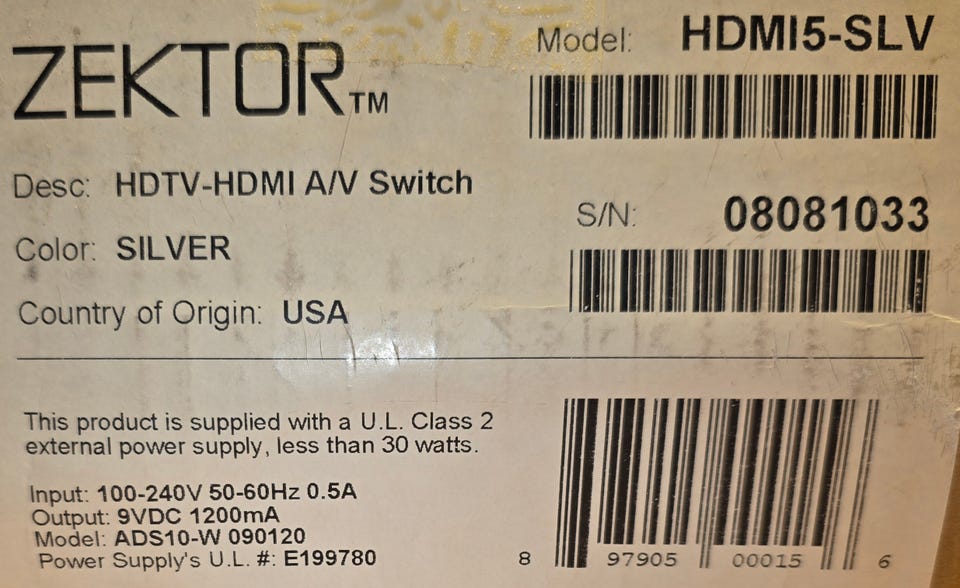 ZEKTOR™
Model: HDMI5-SLV
Desc: HDTV-HDMI A/V Switch
S/N: 08081033
Color: SILVER
Country of Origin: USA
This product is supplied with a U.L. Class 2
external power supply, less than 30 watts.
Input: 100-240V 50-60Hz 0.5A
Output: 9VDC 1200mA
Model: ADS10-W 090120
Power Supply's U.L. #: E199780
8 97905 00015 6